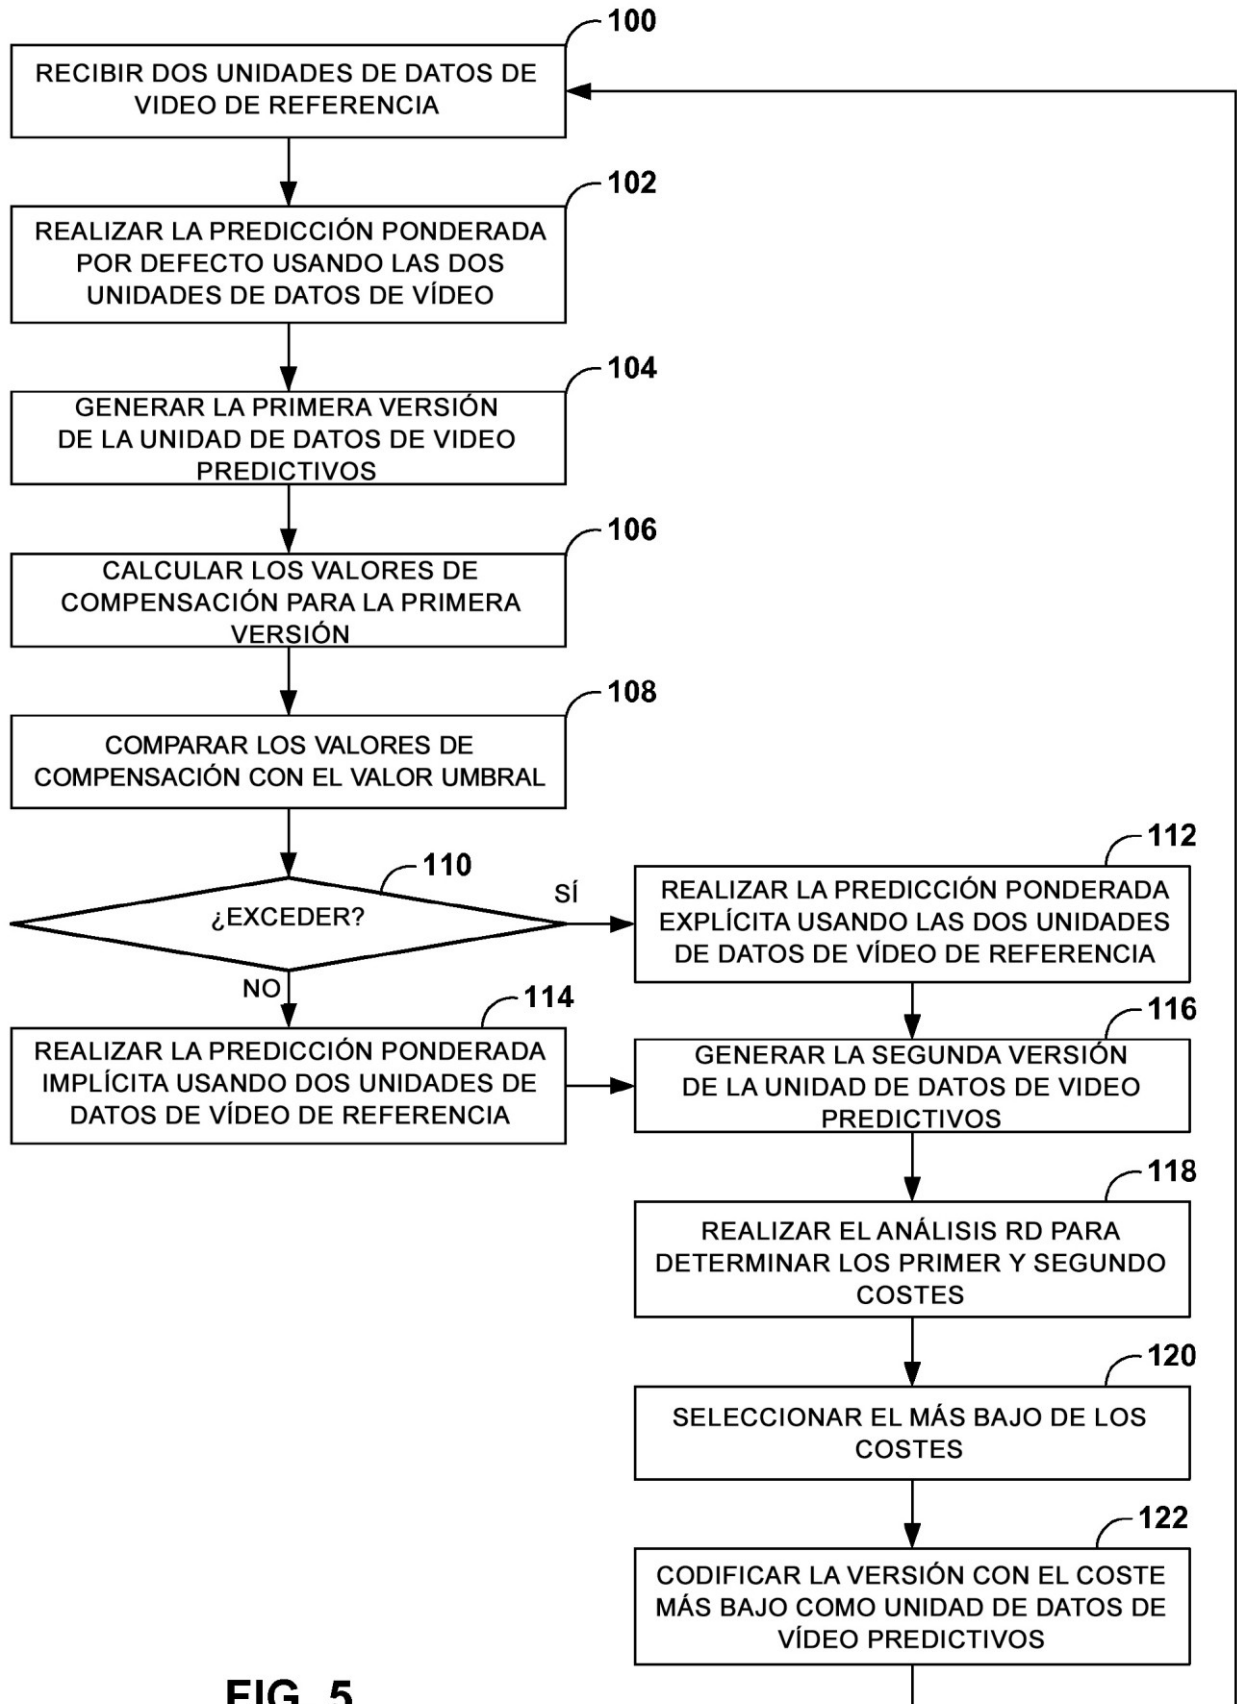 100
RECIBIR DOS UNIDADES DE DATOS DE
VIDEO DE REFERENCIA
102
REALIZAR LA PREDICCIÓN PONDERADA
POR DEFECTO USANDO LAS DOS
UNIDADES DE DATOS DE VÍDEO
104
GENERAR LA PRIMERA VERSIÓN
DE LA UNIDAD DE DATOS DE VIDEO
PREDICTIVOS
106
CALCULAR LOS VALORES DE
COMPENSACIÓN PARA LA PRIMERA
VERSIÓN
108
COMPARAR LOS VALORES DE
COMPENSACIÓN CON EL VALOR UMBRAL
110
¿EXCEDER?
SÍ
NO
112
REALIZAR LA PREDICCIÓN PONDERADA
EXPLÍCITA USANDO LAS DOS UNIDADES
DE DATOS DE VÍDEO DE REFERENCIA
114
REALIZAR LA PREDICCIÓN PONDERADA
IMPLÍCITA USANDO DOS UNIDADES DE
DATOS DE VÍDEO DE REFERENCIA
116
GENERAR LA SEGUNDA VERSIÓN
DE LA UNIDAD DE DATOS DE VIDEO
PREDICTIVOS
118
REALIZAR EL ANÁLISIS RD PARA
DETERMINAR LOS PRIMER Y SEGUNDO
COSTES
120
SELECCIONAR EL MÁS BAJO DE LOS
COSTES
122
CODIFICAR LA VERSIÓN CON EL COSTE
MÁS BAJO COMO UNIDAD DE DATOS DE
VÍDEO PREDICTIVOS
FIG. 5